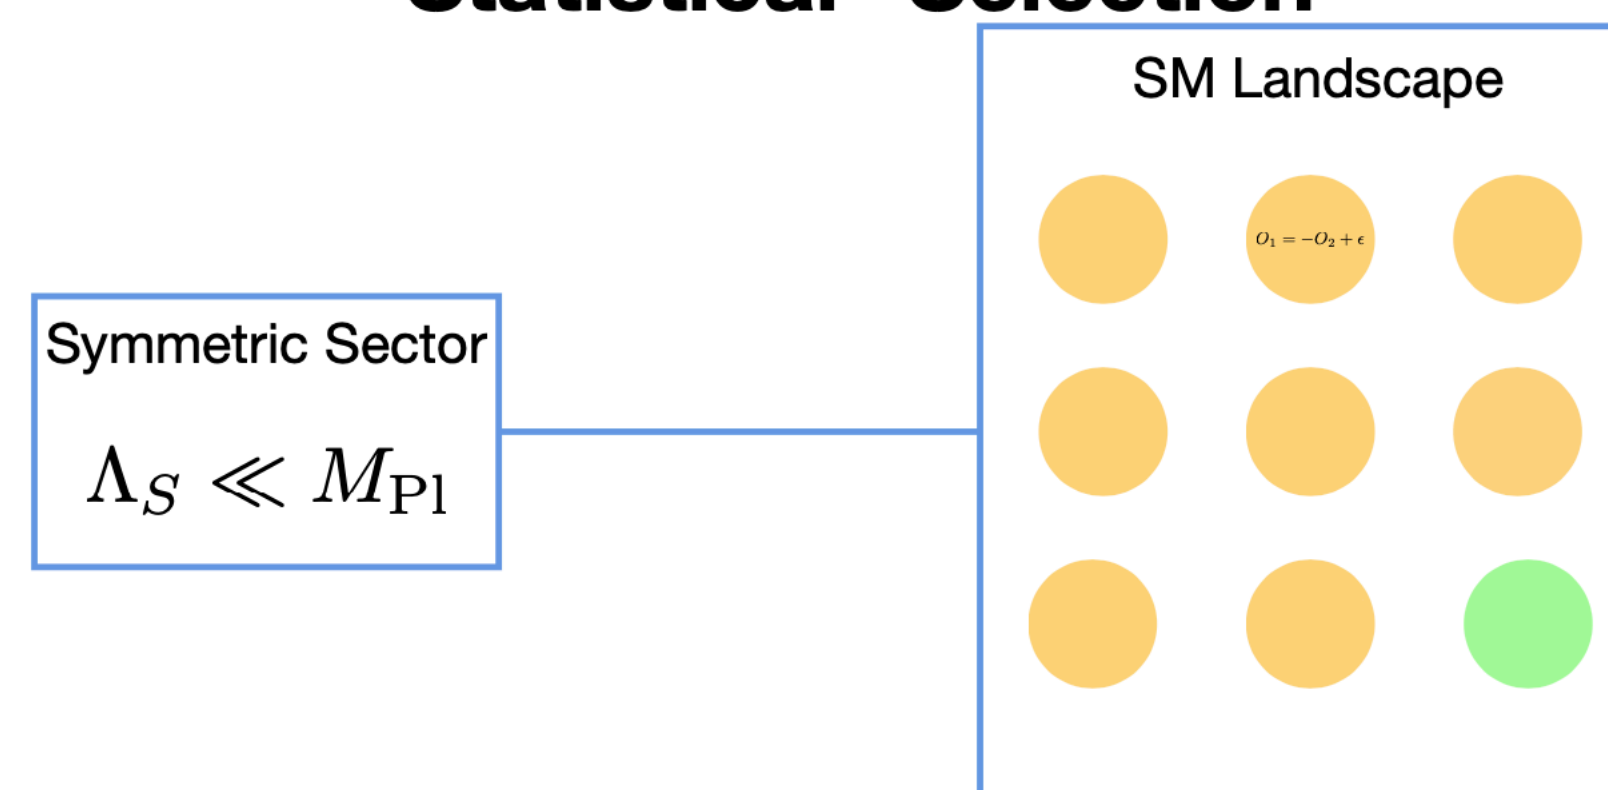 Statistical Selection
SM Landscape
O₁ = −O₂ + ϵ
Symmetric Sector
Λ_S ≪ M_Pl